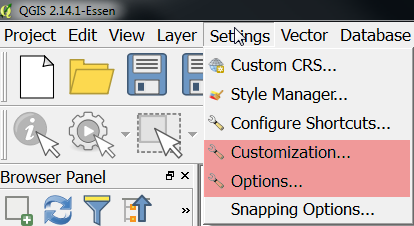 QGIS 2.14.1-Essen
Project Edit View Layer Settings Vector Database
Custom CRS...
Style Manager...
Configure Shortcuts...
Customization...
Options...
Snapping Options...
Browser Panel